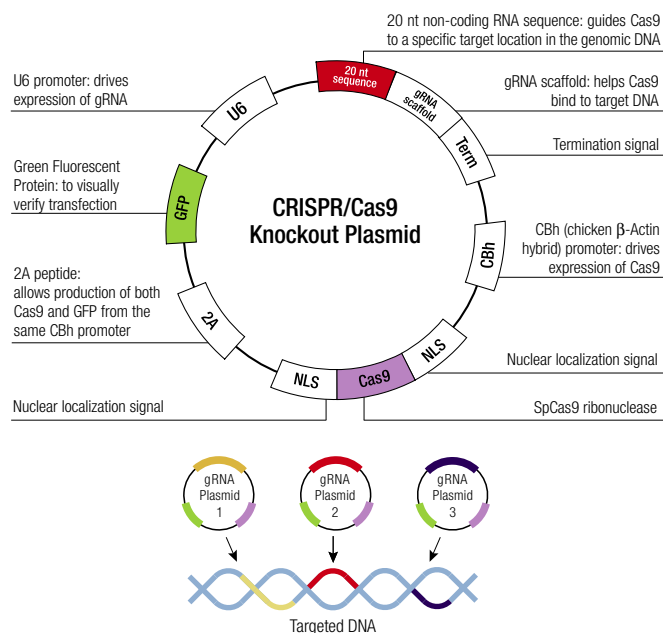 20 nt non-coding RNA sequence: guides Cas9
to a specific target location in the genomic DNA
U6 promoter: drives
expression of gRNA
gRNA scaffold: helps Cas9
bind to target DNA
Termination signal
Green Fluorescent
Protein: to visually
verify transfection
CBh (chicken β-Actin
hybrid) promoter: drives
expression of Cas9
2A peptide:
allows production of both
Cas9 and GFP from the
same CBh promoter
Nuclear localization signal
Nuclear localization signal
SpCas9 ribonuclease
CRISPR/Cas9
Knockout Plasmid
20 nt
sequence
gRNA
scaffold
Term
CBh
NLS
Cas9
NLS
2A
GFP
U6
gRNA
Plasmid
1
gRNA
Plasmid
2
gRNA
Plasmid
3
Targeted DNA